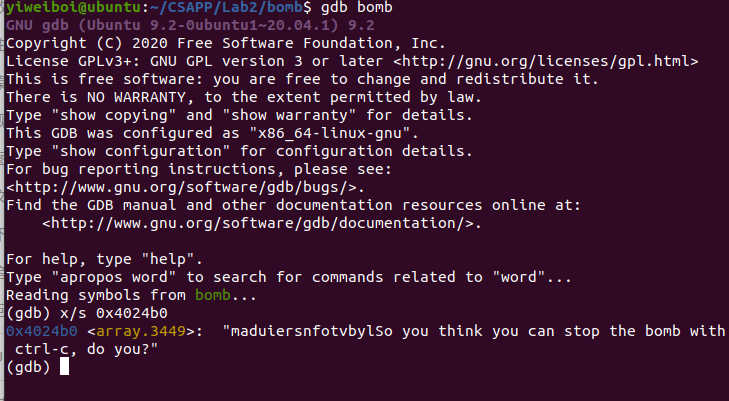 yiweiboi@ubuntu:~/CSAPP/Lab2/bomb$ gdb bomb
GNU gdb (Ubuntu 9.2-0ubuntu1~20.04.1) 9.2
Copyright (C) 2020 Free Software Foundation, Inc.
License GPLv3+: GNU GPL version 3 or later <http://gnu.org/licenses/gpl.html>
This is free software: you are free to change and redistribute it.
There is NO WARRANTY, to the extent permitted by law.
Type "show copying" and "show warranty" for details.
This GDB was configured as "x86_64-linux-gnu".
Type "show configuration" for configuration details.
For bug reporting instructions, please see:
<http://www.gnu.org/software/gdb/bugs/>.
Find the GDB manual and other documentation resources online at:
    <http://www.gnu.org/software/gdb/documentation/>.

For help, type "help".
Type "apropos word" to search for commands related to "word"...
Reading symbols from bomb...
(gdb) x/s 0x4024b0
0x4024b0 <array.3449>:  "maduiersnfotvbylSo you think you can stop the bomb with
 ctrl-c, do you?"
(gdb)